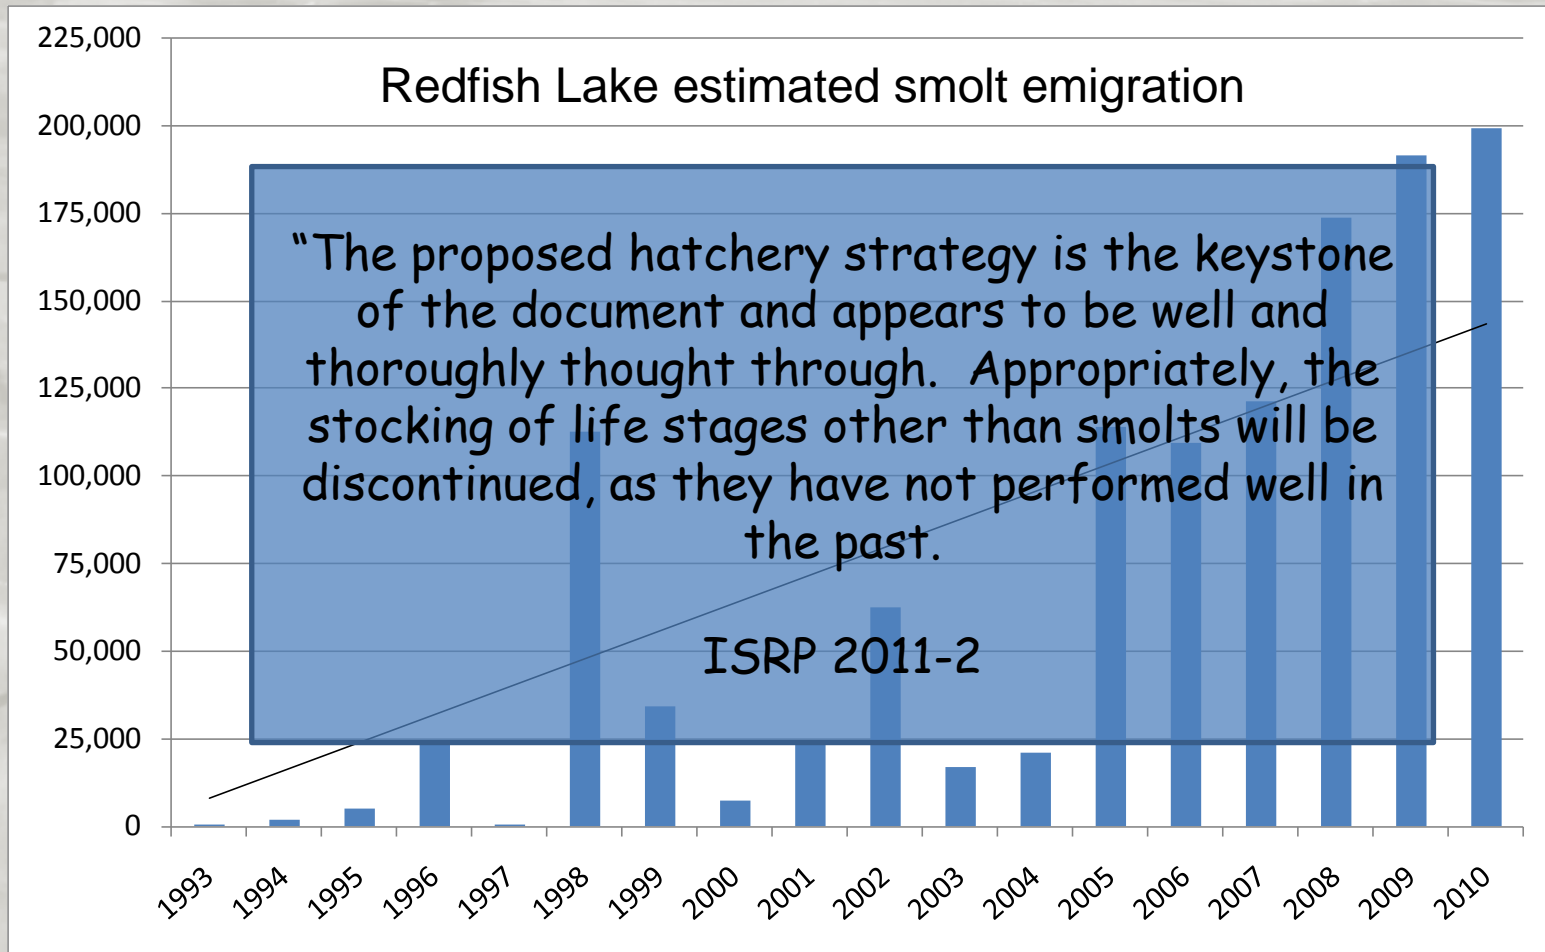 Redfish Lake estimated smolt emigration
225,000
200,000
175,000
150,000
125,000
100,000
75,000
50,000
25,000
0
“The proposed hatchery strategy is the keystone
of the document and appears to be well and
thoroughly thought through.  Appropriately, the
stocking of life stages other than smolts will be
discontinued, as they have not performed well in
the past.
ISRP 2011-2
1993 1994 1995 1996 1997 1998 1999 2000 2001 2002 2003 2004 2005 2006 2007 2008 2009 2010